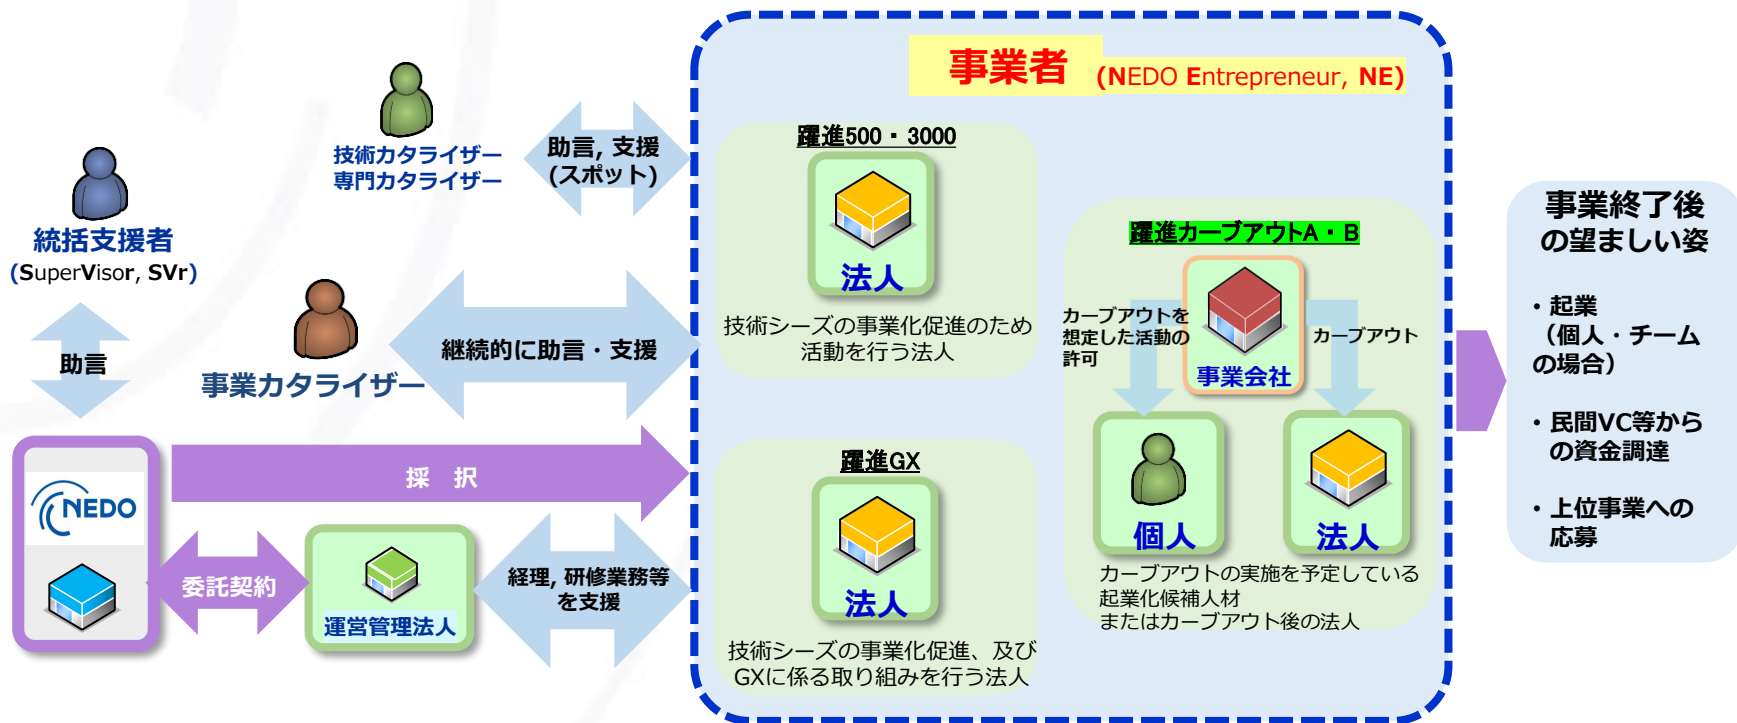 事業者 (NEDO Entrepreneur, NE)
技術カタライザー
専門カタライザー
助言, 支援
(スポット)
統括支援者
(SuperVisor, SVr)
助言
事業カタライザー
継続的に助言・支援
採 択
NEDO
委託契約
運営管理法人
経理, 研修業務等
を支援
躍進500・3000
法人
技術シーズの事業化促進のため
活動を行う法人
躍進GX
法人
技術シーズの事業化促進、及び
GXに係る取り組みを行う法人
躍進カーブアウトA・B
カーブアウトを
想定した活動の
許可
事業会社
カーブアウト
個人
法人
カーブアウトの実施を予定している
起業化候補人材
またはカーブアウト後の法人
事業終了後
の望ましい姿
・起業
（個人・チーム
の場合）
・民間VC等から
の資金調達
・上位事業への
応募